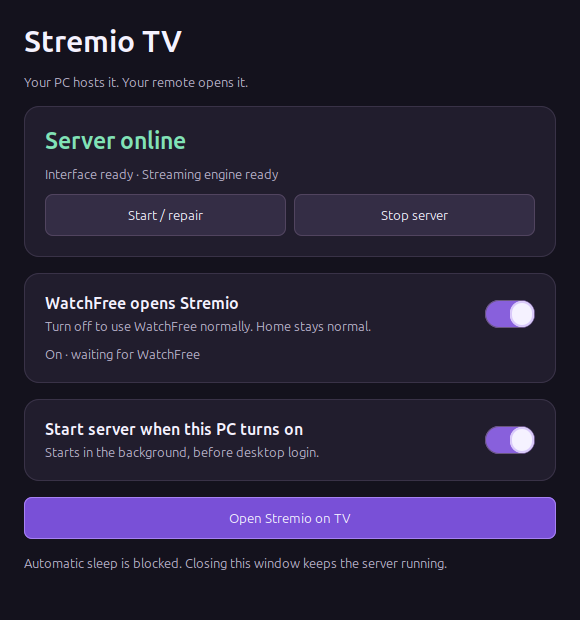 Stremio TV
Your PC hosts it. Your remote opens it.
Server online
Interface ready · Streaming engine ready
Start / repair
Stop server
WatchFree opens Stremio
Turn off to use WatchFree normally. Home stays normal.
On · waiting for WatchFree
Start server when this PC turns on
Starts in the background, before desktop login.
Open Stremio on TV
Automatic sleep is blocked. Closing this window keeps the server running.